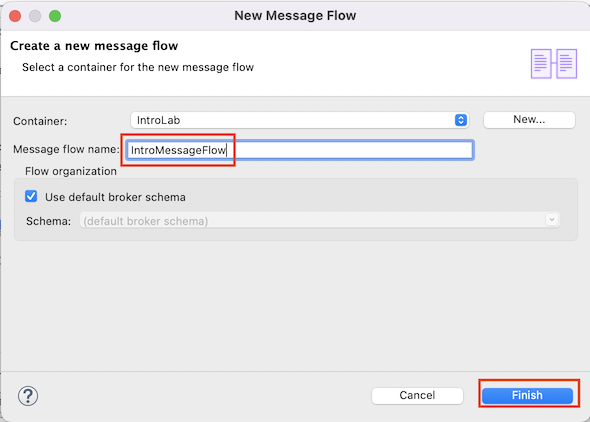 New Message Flow
Create a new message flow
Select a container for the new message flow
Container: IntroLab New...
Message flow name: IntroMessageFlow
Flow organization
Use default broker schema
Schema: (default broker schema)
? Cancel Finish